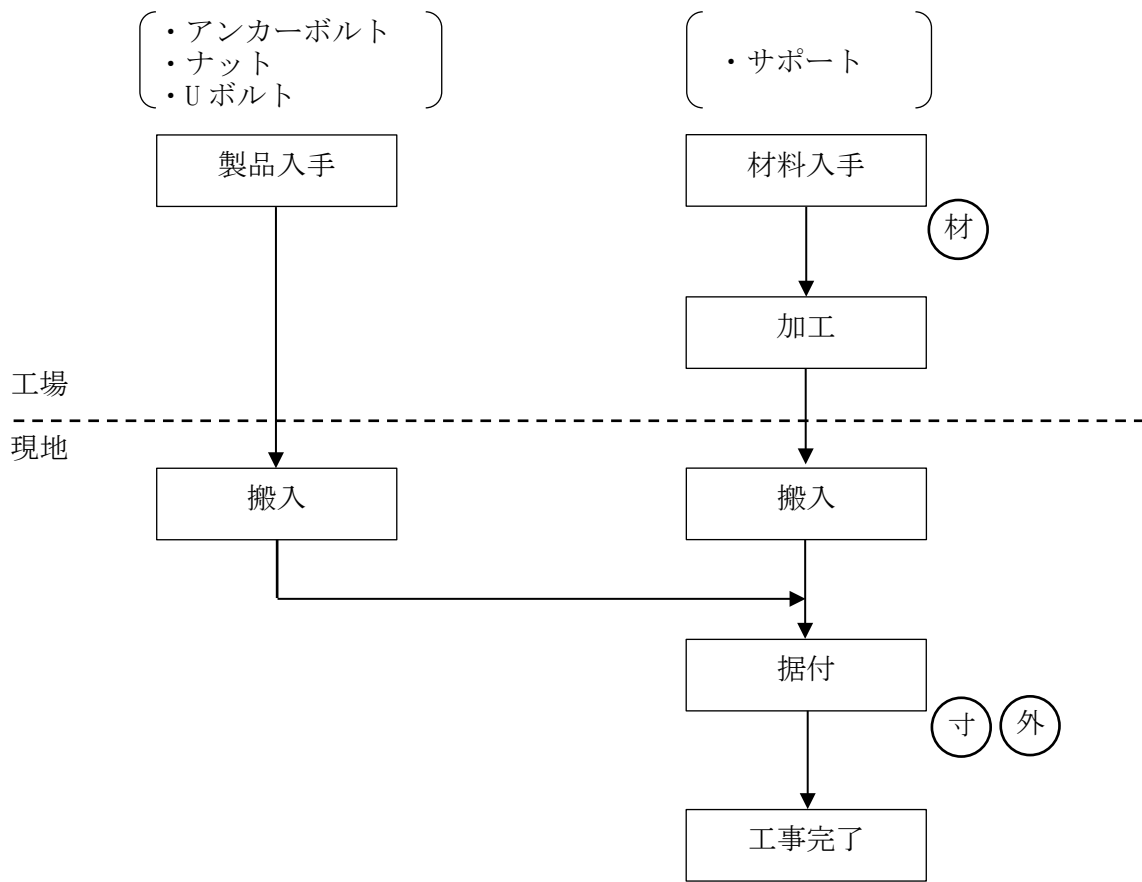 ・アンカーボルト
・ナット
・Uボルト
・サポート
製品入手
材料入手
材
加工
工場
現地
搬入
搬入
据付
寸
外
工事完了